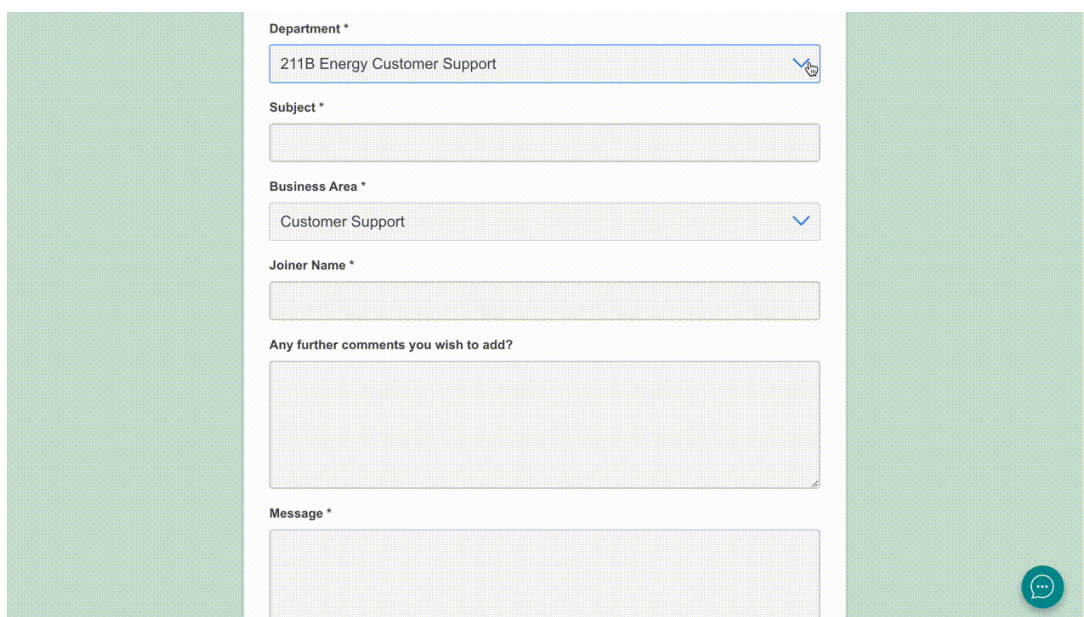 Department *
211B Energy Customer Support
Subject *
Business Area *
Customer Support
Joiner Name *
Any further comments you wish to add?
Message *